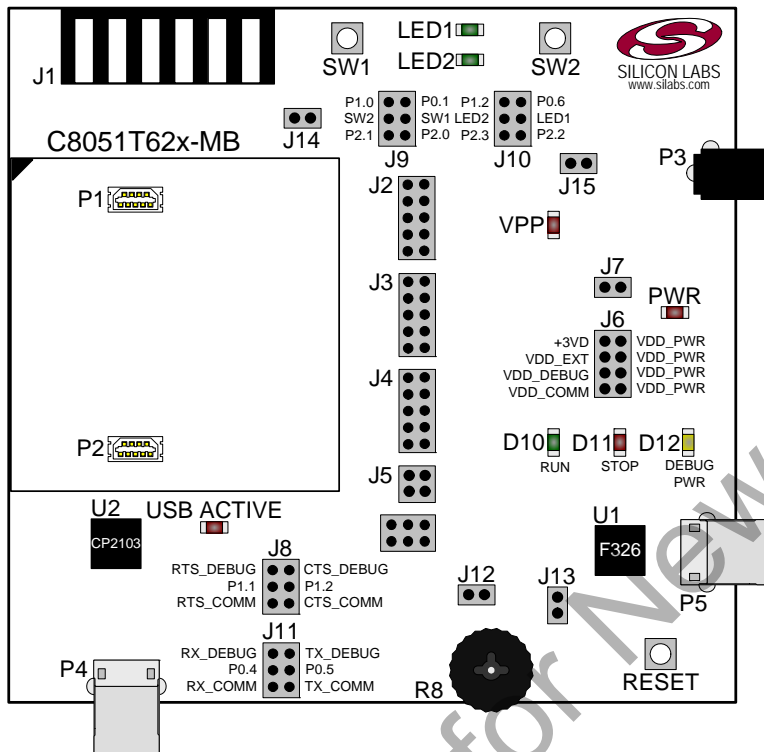 LED1
LED2
J1
SW1
SW2
SILICON LABS
www.silabs.com
P1.0 P0.1 P1.2 P0.6
SW2 SW1 LED2 LED1
P2.1 P2.0 P2.3 P2.2
J14
J9
J10
C8051T62x-MB
P3
J15
J2
P1
VPP
J7
J3
PWR
J6
+3VD VDD_PWR
VDD_EXT VDD_PWR
VDD_DEBUG VDD_PWR
VDD_COMM VDD_PWR
J4
P2
D10 D11 D12
RUN STOP DEBUG
PWR
J5
U2
USB ACTIVE
U1
CP2103
F326
J8
RTS_DEBUG CTS_DEBUG
P1.1 P1.2
RTS_COMM CTS_COMM
J12
J13
P5
J11
RX_DEBUG TX_DEBUG
P0.4 P0.5
RX_COMM TX_COMM
P4
R8
RESET
for New